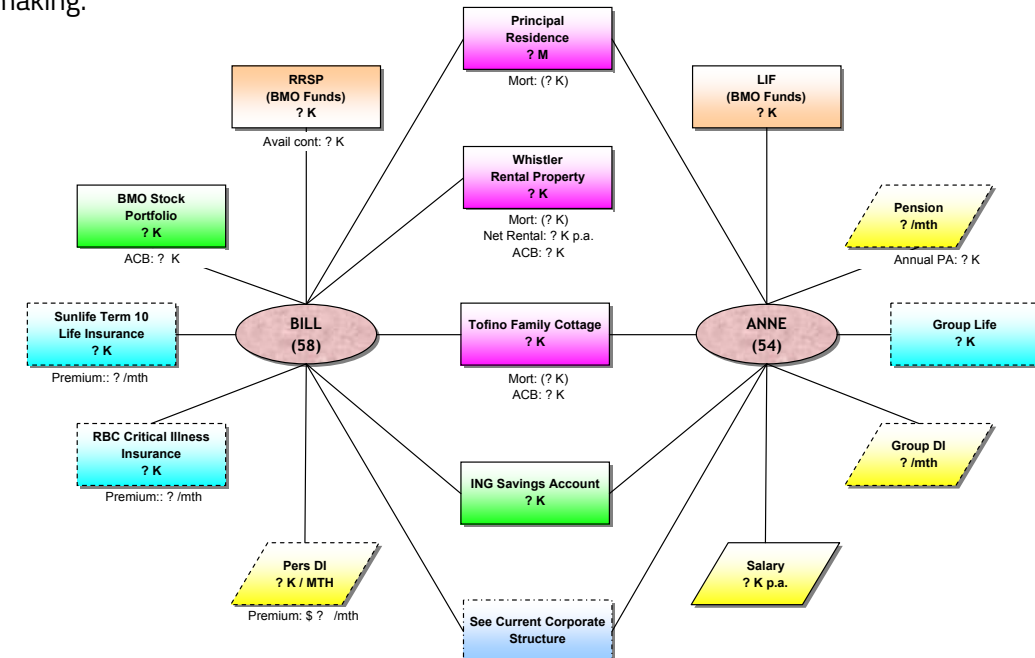 making.
Principal
Residence
? M
Mort: (? K)
RRSP
(BMO Funds)
? K
Avail cont: ? K
LIF
(BMO Funds)
? K
Whistler
Rental Property
? K
Mort: (? K)
Net Rental: ? K p.a.
ACB: ? K
BMO Stock
Portfolio
? K
ACB: ? K
Pension
? /mth
Annual PA: ? K
Sunlife Term 10
Life Insurance
? K
Premium:: ? /mth
BILL
(58)
Tofino Family Cottage
? K
Mort: (? K)
ACB: ? K
ANNE
(54)
Group Life
? K
RBC Critical Illness
Insurance
? K
Premium:: ? /mth
ING Savings Account
? K
Group DI
? /mth
Pers DI
? K / MTH
Premium: $ ? /mth
See Current Corporate
Structure
Salary
? K p.a.